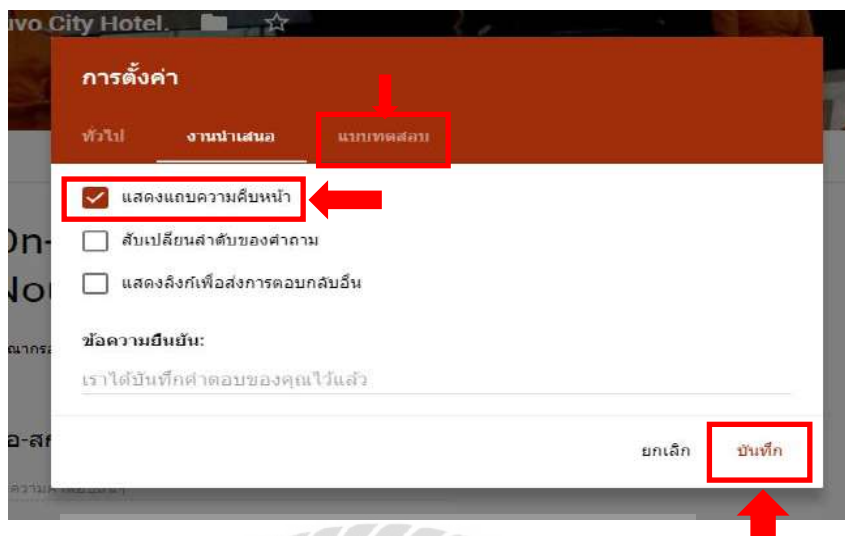 City Hotel.
การตั้งค่า
ทั่วไป งานนำเสนอ แบบทดสอบ
แสดงแถบความคืบหน้า
สับเปลี่ยนลำดับของคำถาม
แสดงลิงก์เพื่อส่งการตอบกลับอื่น
ข้อความยืนยัน:
เราได้บันทึกคำตอบของคุณไว้แล้ว
ยกเลิก บันทึก